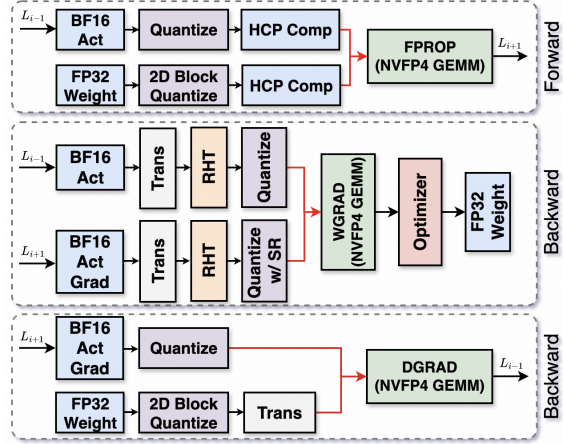 L_{i-1}
BF16
Act
Quantize
HCP Comp
FP32
Weight
2D Block
Quantize
HCP Comp
FPROP
(NVFP4 GEMM)
L_{i+1}
Forward
L_{i-1}
BF16
Act
Trans
RHT
Quantize
L_{i+1}
BF16
Act
Grad
Trans
RHT
Quantize
w/ SR
WGRAD
(NVFP4 GEMM)
Optimizer
FP32
Weight
Backward
L_{i+1}
BF16
Act
Grad
Quantize
FP32
Weight
2D Block
Quantize
Trans
DGRAD
(NVFP4 GEMM)
L_{i-1}
Backward